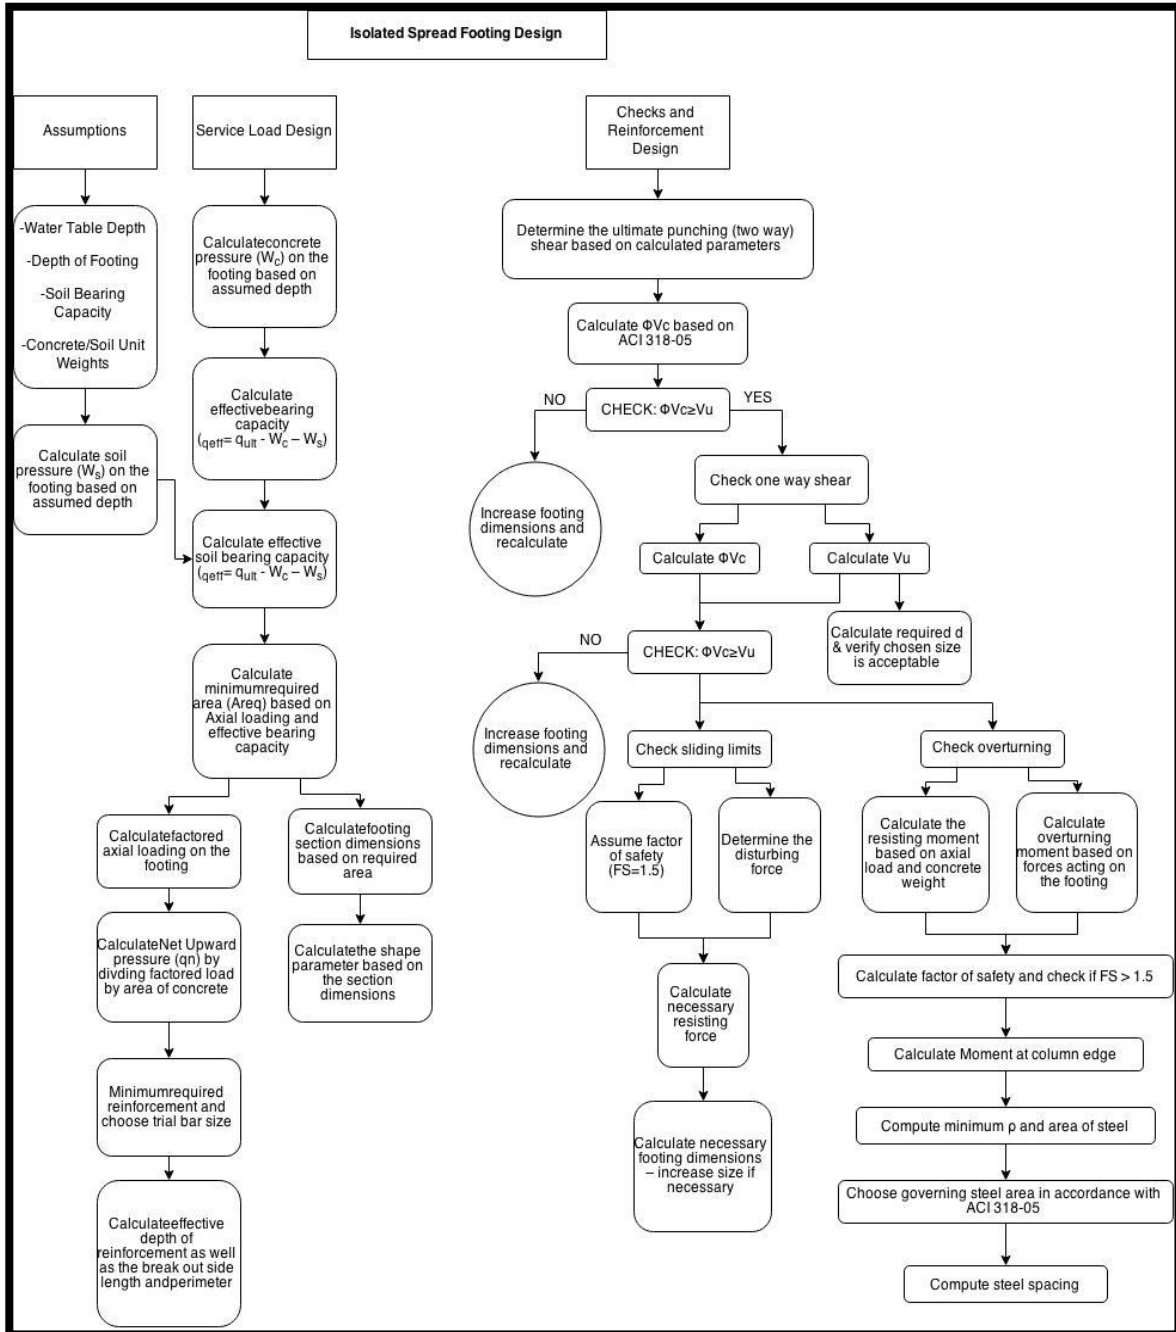 Isolated Spread Footing Design
Assumptions
-Water Table Depth
-Depth of Footing
-Soil Bearing
Capacity
-Concrete/Soil Unit
Weights
Calculate soil
pressure (Wₛ) on the
footing based on
assumed depth
Service Load Design
Calculateconcrete
pressure (W꜀) on the
footing based on
assumed depth
Calculate
effectivebearing
capacity
(qeff= qult - Wc – Ws)
Calculate effective
soil bearing capacity
(qeff= qult - Wc – Ws)
Calculate
minimumrequired
area (Areq) based on
Axial loading and
effective bearing
capacity
Calculatefactored
axial loading on the
footing
CalculateNet Upward
pressure (qn) by
divding factored load
by area of concrete
Minimumrequired
reinforcement and
choose trial bar size
Calculateeffective
depth of
reinforcement as well
as the break out side
length andperimeter
Calculatefooting
section dimensions
based on required
area
Calculatethe shape
parameter based on
the section
dimensions
Checks and
Reinforcement
Design
Determine the ultimate punching (two way)
shear based on calculated parameters
Calculate ΦVc based on
ACI 318-05
NO
CHECK: ΦVc≥Vu
YES
Increase footing
dimensions and
recalculate
Check one way shear
Calculate ΦVc
Calculate Vu
Calculate required d
& verify chosen size
is acceptable
NO
CHECK: ΦVc≥Vu
Increase footing
dimensions and
recalculate
Check sliding limits
Assume factor
of safety
(FS=1.5)
Determine the
disturbing
force
Calculate
necessary
resisting
force
Calculate necessary
footing dimensions
– increase size if
necessary
Check overturning
Calculate the
resisting moment
based on axial
load and concrete
weight
Calculate
overturning
moment based on
forces acting on
the footing
Calculate factor of safety and check if FS > 1.5
Calculate Moment at column edge
Compute minimum ρ and area of steel
Choose governing steel area in accordance with
ACI 318-05
Compute steel spacing